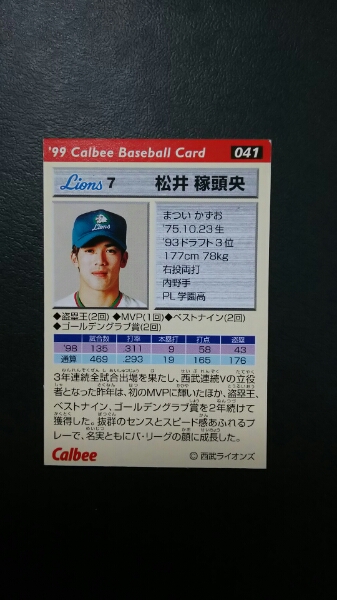 '99 Calbee Baseball Card 041
Lions 7 松井 稼頭央
まつい かずお
'75.10.23生
'93ドラフト3位
177cm 78kg
右投両打
内野手
PL学園高
◆盗塁王(2回) ◆MVP(1回) ◆ベストナイン(2回)
◆ゴールデングラブ賞(2回)
試合数 打率 本塁打 打点 盗塁
'98 135 .311 9 58 43
通算 469 .293 19 165 176
3年連続全試合出場を果たし、西武連続Vの立役
者となった昨年は、初のMVPに輝いたほか、盗塁王、
ベストナイン、ゴールデングラブ賞を2年続けて
獲得した。抜群のセンスとスピード感あふれるプ
レーで、名実ともにパ・リーグの顔に成長した。
Calbee © 西武ライオンズ